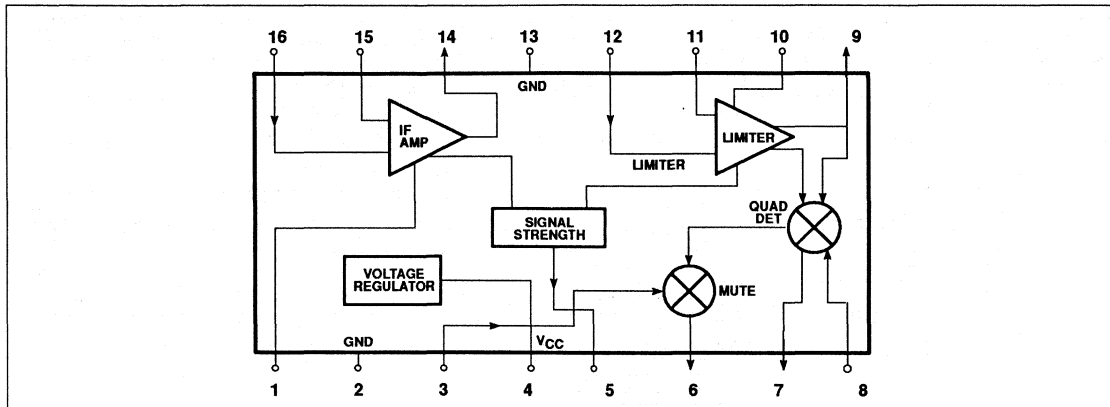 16 15 14 13 12 11 10 9
GND
IF
AMP
LIMITER
LIMITER
QUAD
DET
SIGNAL
STRENGTH
VOLTAGE
REGULATOR
MUTE
GND
VCC
1 2 3 4 5 6 7 8